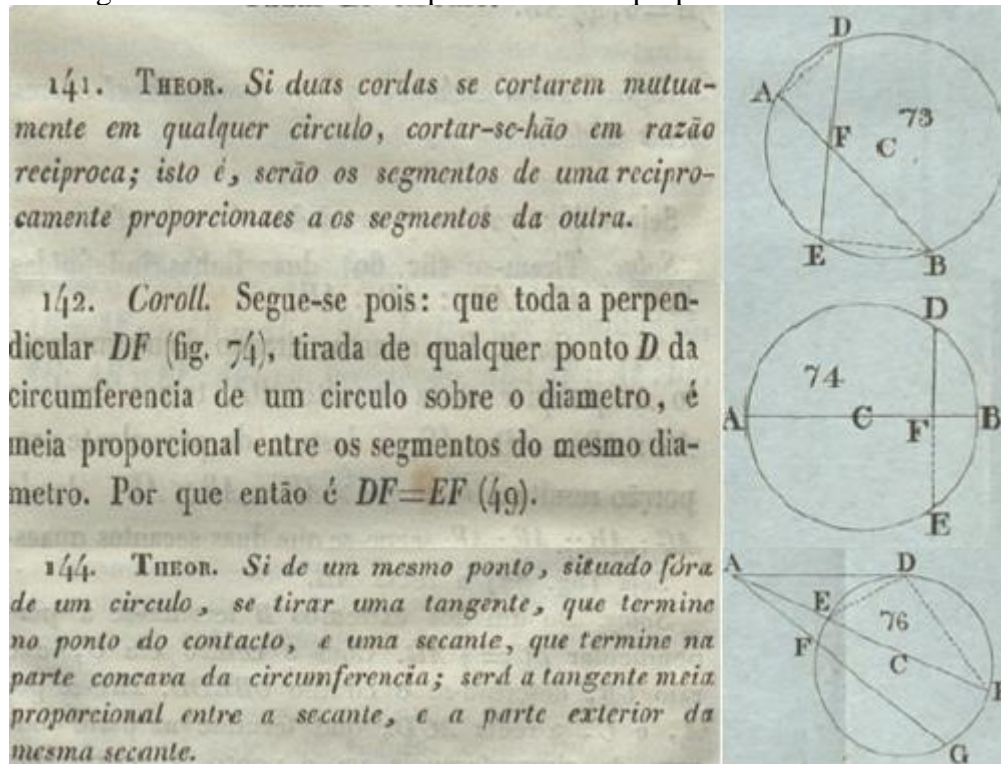 141. THEOR. Si duas cordas se cortarem mutua-
mente em qualquer circulo, cortar-se-hão em razão
reciproca; isto é, serão os segmentos de uma recipro-
camente proporcionaes aos segmentos da outra.
D
A
73
F
C
E
B
142. Coroll. Segue-se pois: que toda a perpen-
dicular DF (fig. 74), tirada de qualquer ponto D da
circumferencia de um circulo sobre o diametro, é
meia proporcional entre os segmentos do mesmo dia-
metro. Por que então é DF=EF (49).
D
74
A
C
F
B
E
144. THEOR. Si de um mesmo ponto, situado fóra
de um circulo, se tirar uma tangente, que termine
no ponto do contacto, e uma secante, que termine na
parte concava da circumferencia; será a tangente meia
proporcional entre a secante, e a parte exterior da
mesma secante.
A
D
E
76
F
C
G